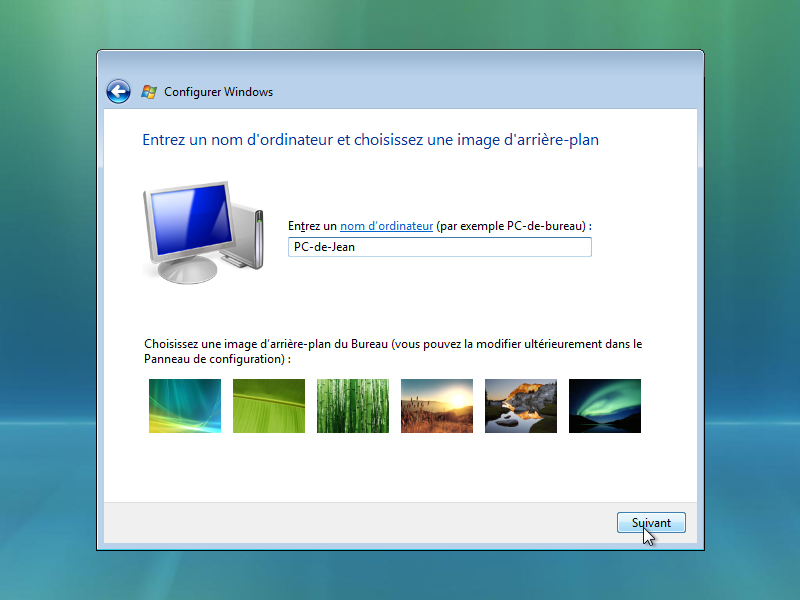 Configurer Windows
Entrez un nom d'ordinateur et choisissez une image d'arrière-plan
Entrez un nom d'ordinateur (par exemple PC-de-bureau) :
PC-de-Jean
Choisissez une image d'arrière-plan du Bureau (vous pouvez la modifier ultérieurement dans le
Panneau de configuration) :
Suivant